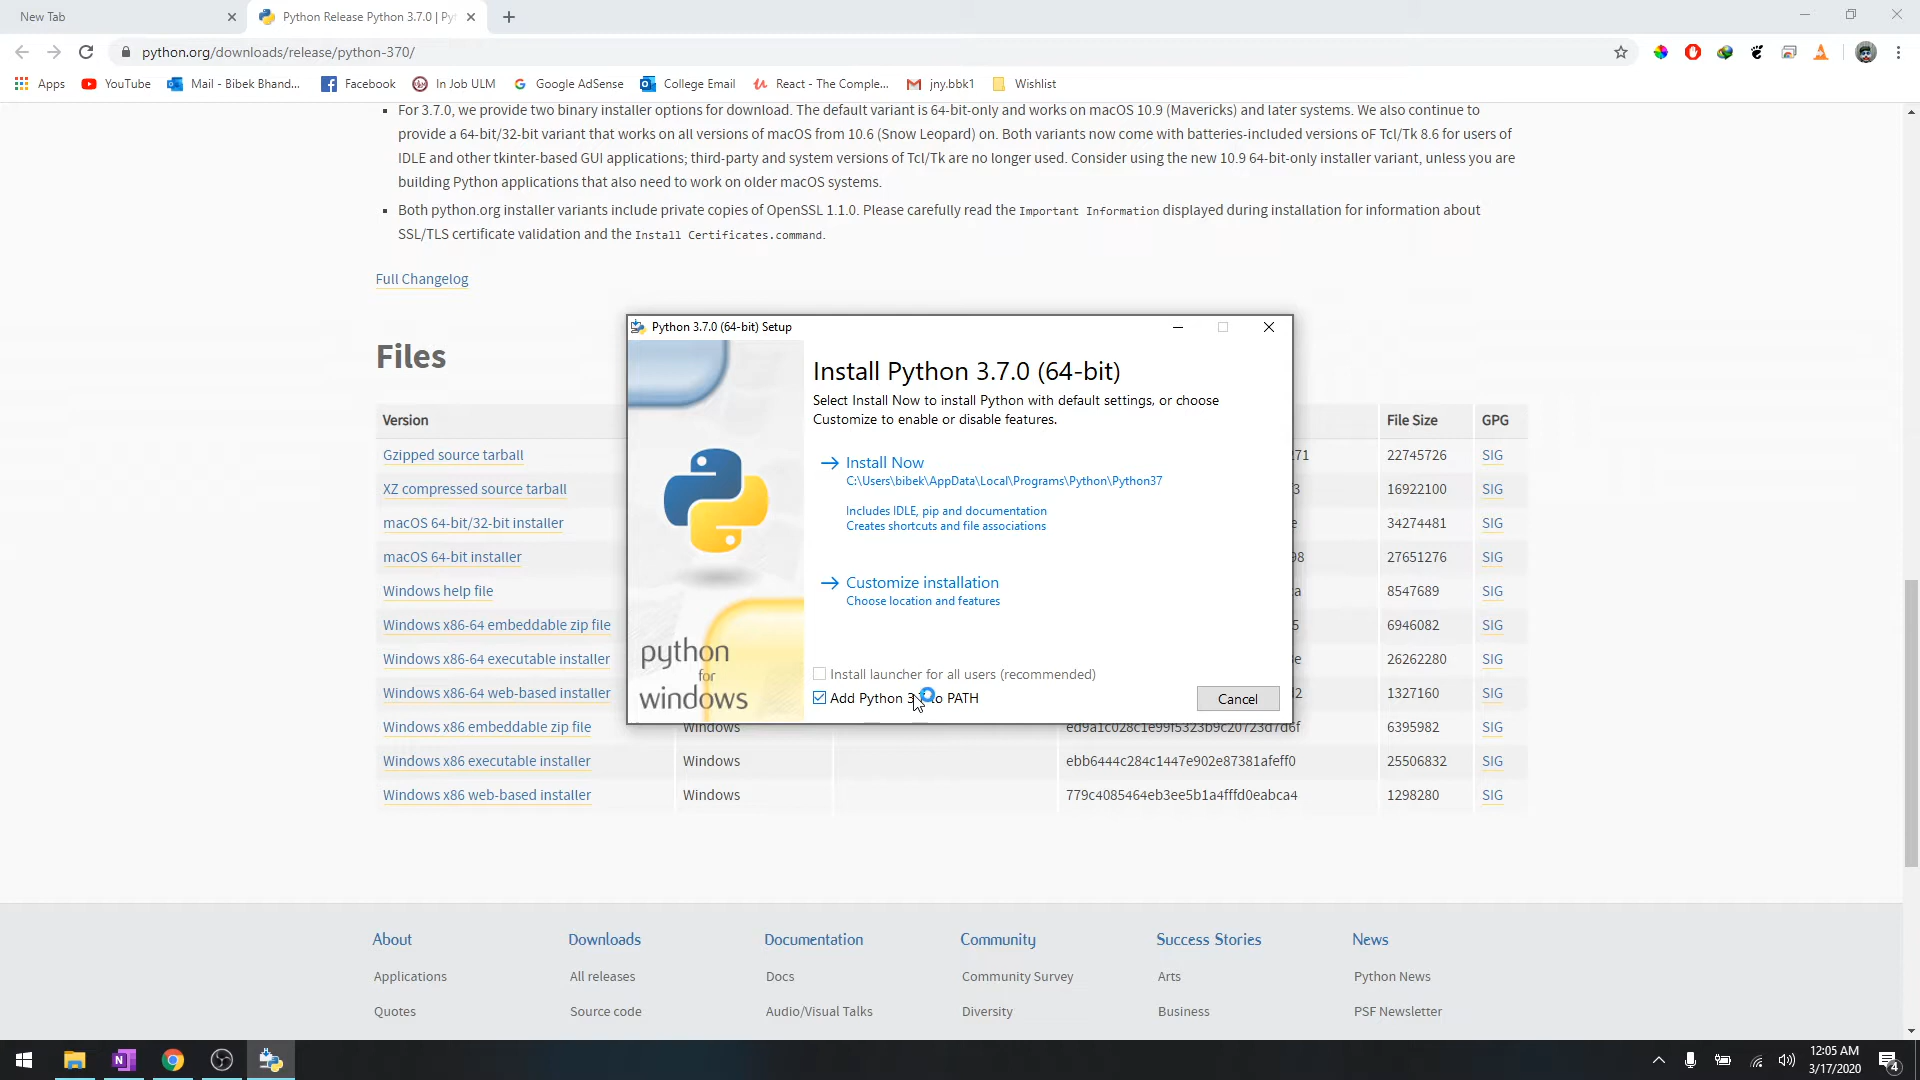 New Tab
Python Release Python 3.7.0 | Pyt
python.org/downloads/release/python-370/
Apps
YouTube
Mail - Bibek Bhand...
Facebook
In Job ULM
Google AdSense
College Email
React - The Comple...
jny.bbk1
Wishlist
For 3.7.0, we provide two binary installer options for download. The default variant is 64-bit-only and works on macOS 10.9 (Mavericks) and later systems. We also continue to
provide a 64-bit/32-bit variant that works on all versions of macOS from 10.6 (Snow Leopard) on. Both variants now come with batteries-included versions oF Tcl/Tk 8.6 for users of
IDLE and other tkinter-based GUI applications; third-party and system versions of Tcl/Tk are no longer used. Consider using the new 10.9 64-bit-only installer variant, unless you are
building Python applications that also need to work on older macOS systems.
Both python.org installer variants include private copies of OpenSSL 1.1.0. Please carefully read the Important Information displayed during installation for information about
SSL/TLS certificate validation and the Install Certificates.command.
Full Changelog
Files
Version
File Size
GPG
Gzipped source tarball
22745726
SIG
XZ compressed source tarball
16922100
SIG
macOS 64-bit/32-bit installer
34274481
SIG
macOS 64-bit installer
27651276
SIG
Windows help file
8547689
SIG
Windows x86-64 embeddable zip file
6946082
SIG
Windows x86-64 executable installer
26262280
SIG
Windows x86-64 web-based installer
1327160
SIG
Windows x86 embeddable zip file
Windows
ed9a1c028c1e99f5323b9c20723d7d6f
6395982
SIG
Windows x86 executable installer
Windows
ebb6444c284c1447e902e87381afeff0
25506832
SIG
Windows x86 web-based installer
Windows
779c4085464eb3ee5b1a4fffd0eabca4
1298280
SIG
Python 3.7.0 (64-bit) Setup
Install Python 3.7.0 (64-bit)
Select Install Now to install Python with default settings, or choose
Customize to enable or disable features.
Install Now
C:\Users\bibek\AppData\Local\Programs\Python\Python37
Includes IDLE, pip and documentation
Creates shortcuts and file associations
Customize installation
Choose location and features
Install launcher for all users (recommended)
Add Python to PATH
Cancel
python
for
windows
About
Downloads
Documentation
Community
Success Stories
News
Applications
All releases
Docs
Community Survey
Arts
Python News
Quotes
Source code
Audio/Visual Talks
Diversity
Business
PSF Newsletter
12:05 AM
3/17/2020
4